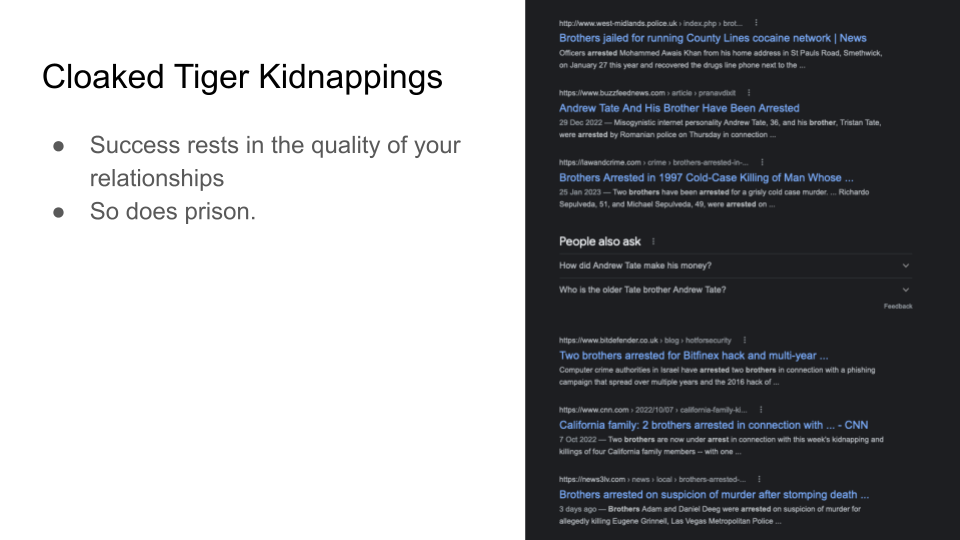 Cloaked Tiger Kidnappings
● Success rests in the quality of your
relationships
● So does prison.
http://www.west-midlands.police.uk › index.php › brot...
Brothers jailed for running County Lines cocaine network | News
Officers arrested Mohammed Awais Khan from his home address in St Pauls Road, Smethwick,
on January 27 this year and recovered the drugs line phone next to the ...
https://www.buzzfeednews.com › article › pranavdixit
Andrew Tate And His Brother Have Been Arrested
29 Dec 2022 — Misogynistic internet personality Andrew Tate, 36, and his brother, Tristan Tate,
were arrested by Romanian police on Thursday in connection ...
https://lawandcrime.com › crime › brothers-arrested-in-...
Brothers Arrested in 1997 Cold-Case Killing of Man Whose ...
25 Jan 2023 — Two brothers have been arrested for a grisly cold case murder. ... Richardo
Sepulveda, 51, and Michael Sepulveda, 49, were arrested on ...
People also ask
How did Andrew Tate make his money?
Who is the older Tate brother Andrew Tate?
Feedback
https://www.bitdefender.co.uk › blog › hotforsecurity
Two brothers arrested for Bitfinex hack and multi-year ...
Computer crime authorities in Israel have arrested two brothers in connection with a phishing
campaign that spread over multiple years and the 2016 hack of ...
https://www.cnn.com › 2022/10/07 › california-family-ki...
California family: 2 brothers arrested in connection with ... - CNN
7 Oct 2022 — Two brothers are now under arrest in connection with this week's kidnapping and
killings of four California family members -- with one ...
https://news3lv.com › news › local › brothers-arrested-...
Brothers arrested on suspicion of murder after stomping death ...
3 days ago — Brothers Adam and Daniel Deeg were arrested on suspicion of murder for
allegedly killing Eugene Grinnell, Las Vegas Metropolitan Police ...